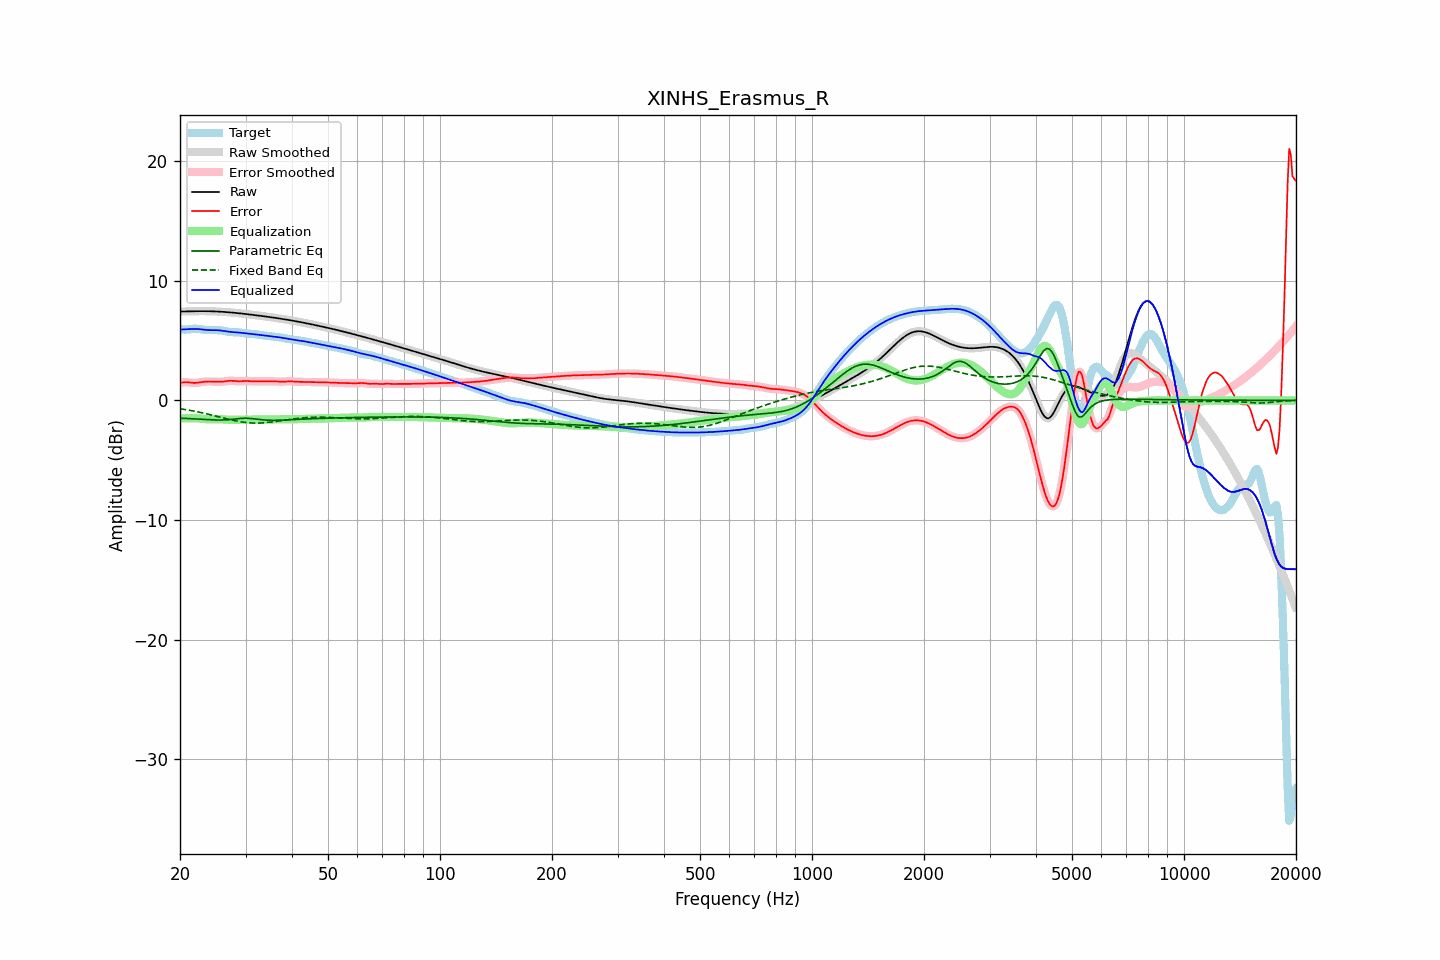 XINHS_Erasmus_R
Target
Raw Smoothed
Error Smoothed
Raw
Error
Equalization
Parametric Eq
Fixed Band Eq
Equalized
20
10
0
−10
−20
−30
Amplitude (dBr)
20
50
100
200
500
1000
2000
5000
10000
20000
Frequency (Hz)